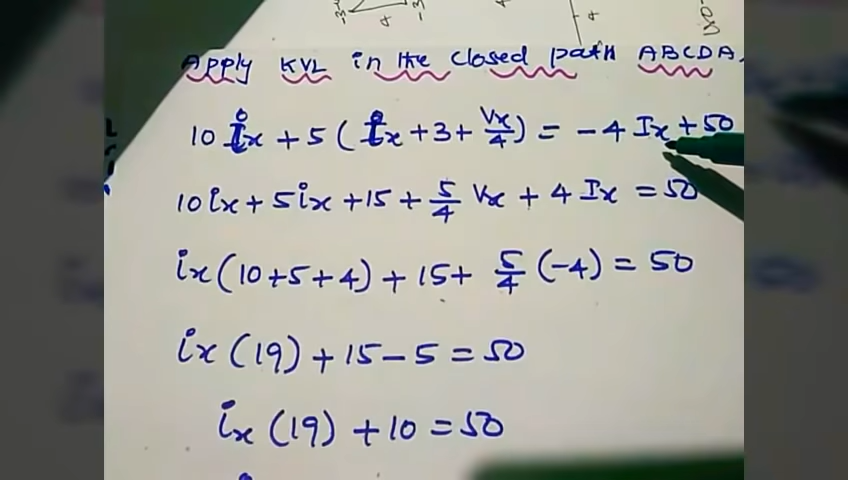 Apply KVL in the closed path ABCDA.
10 ix + 5 ( ix + 3 + Vx/4 ) = -4 Ix + 50
10 ix + 5 ix + 15 + 5/4 Vx + 4 Ix = 50
ix (10+5+4) + 15 + 5/4 (-4) = 50
ix (19) + 15 - 5 = 50
ix (19) + 10 = 50